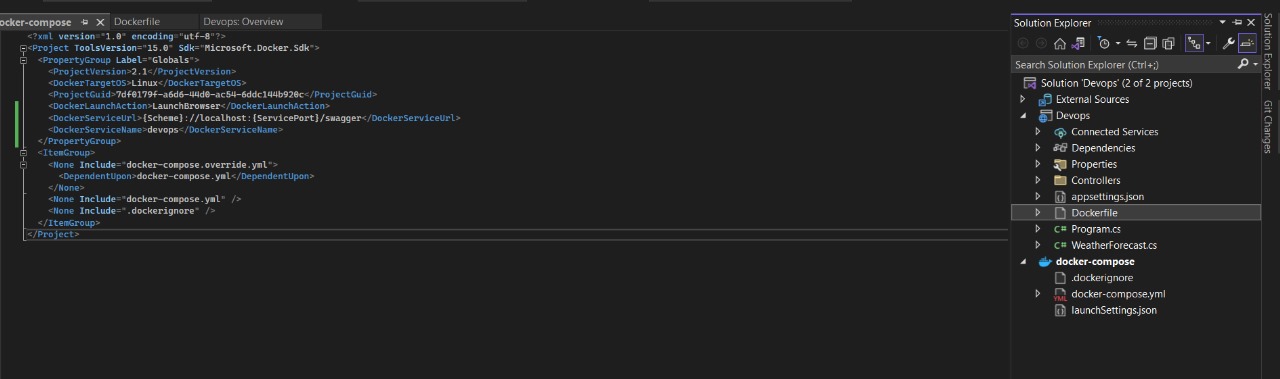 ocker-compose
Dockerfile
Devops: Overview
<?xml version="1.0" encoding="utf-8"?>
<Project ToolsVersion="15.0" Sdk="Microsoft.Docker.Sdk">
<PropertyGroup Label="Globals">
<ProjectVersion>2.1</ProjectVersion>
<DockerTargetOS>Linux</DockerTargetOS>
<ProjectGuid>7df0179f-a6d6-44d0-ac54-6ddc144b920c</ProjectGuid>
<DockerLaunchAction>LaunchBrowser</DockerLaunchAction>
<DockerServiceUrl>{Scheme}://localhost:{ServicePort}/swagger</DockerServiceUrl>
<DockerServiceName>devops</DockerServiceName>
</PropertyGroup>
<ItemGroup>
<None Include="docker-compose.override.yml">
<DependentUpon>docker-compose.yml</DependentUpon>
</None>
<None Include="docker-compose.yml" />
<None Include=".dockerignore" />
</ItemGroup>
</Project>
Solution Explorer
Search Solution Explorer (Ctrl+;)
Solution 'Devops' (2 of 2 projects)
External Sources
Devops
Connected Services
Dependencies
Properties
Controllers
appsettings.json
Dockerfile
C# Program.cs
C# WeatherForecast.cs
docker-compose
.dockerignore
YML docker-compose.yml
launchSettings.json
Solution Explorer
Git Changes